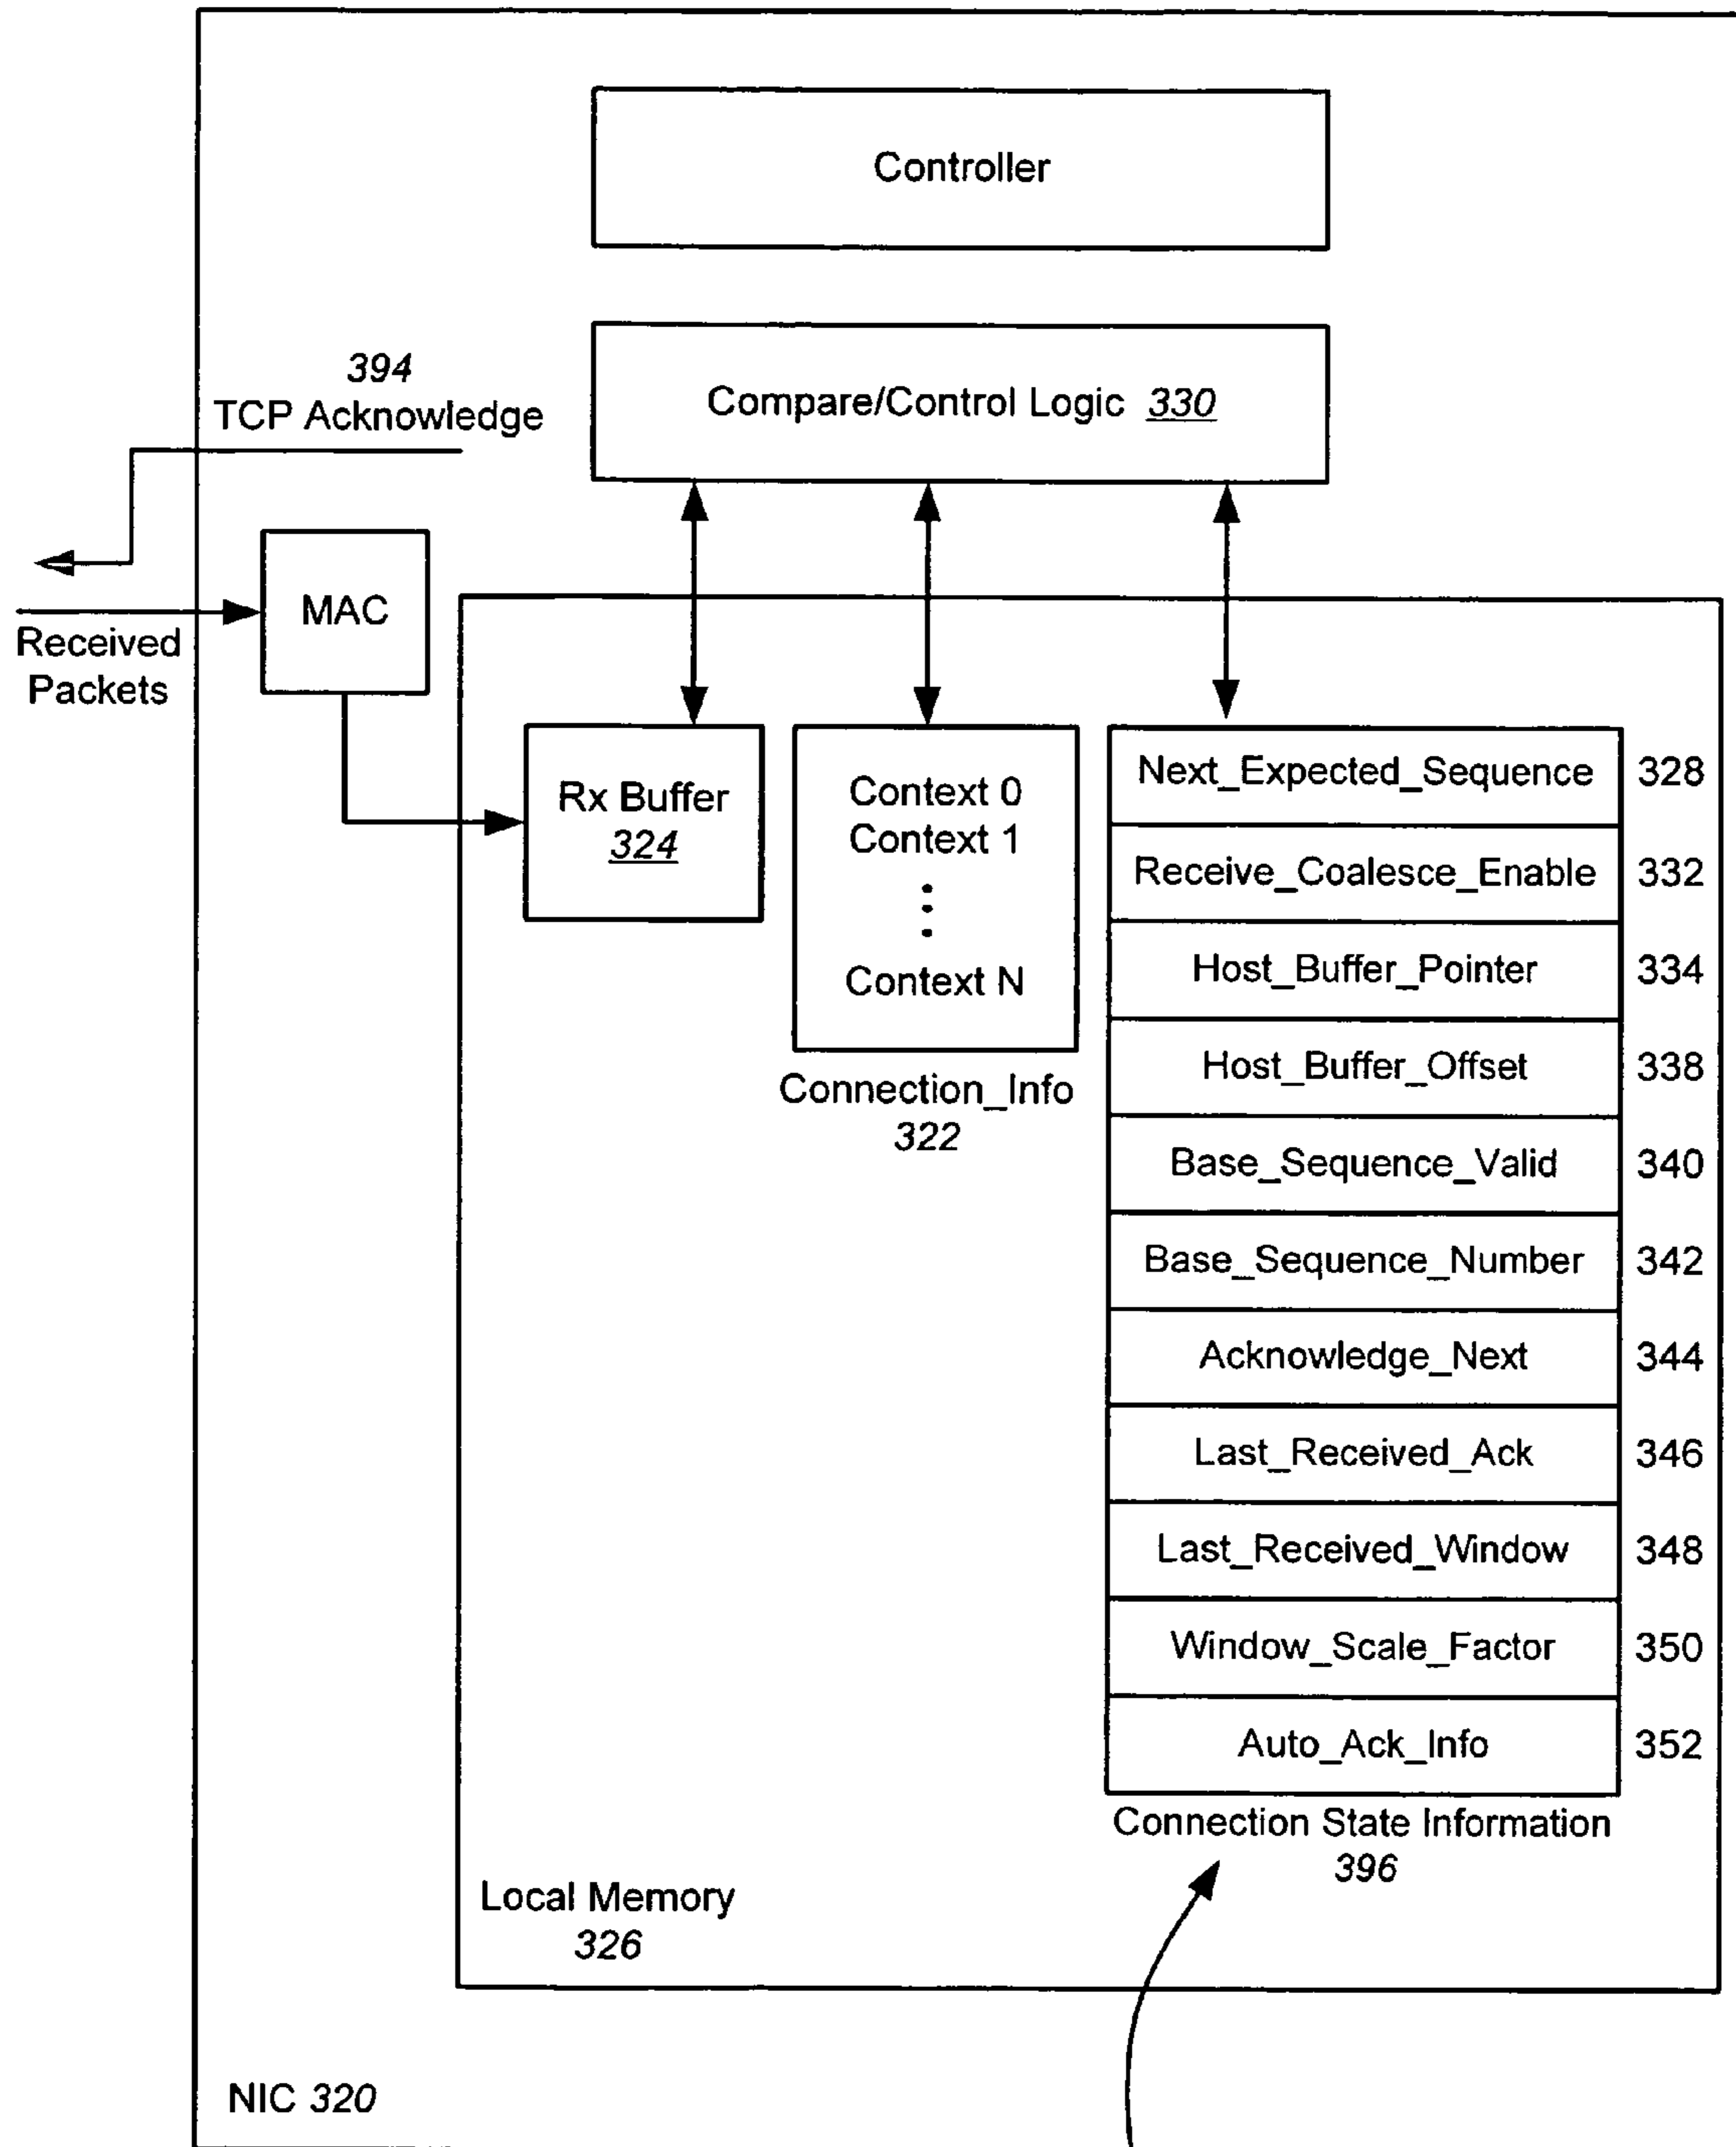 Controller
Compare/Control Logic 330
394
TCP Acknowledge
MAC
Received
Packets
Rx Buffer
324
Context 0
Context 1
Context N
Connection_Info
322
Next_Expected_Sequence 328
Receive_Coalesce_Enable 332
Host_Buffer_Pointer 334
Host_Buffer_Offset 338
Base_Sequence_Valid 340
Base_Sequence_Number 342
Acknowledge_Next 344
Last_Received_Ack 346
Last_Received_Window 348
Window_Scale_Factor 350
Auto_Ack_Info 352
Connection State Information
396
Local Memory
326
NIC 320